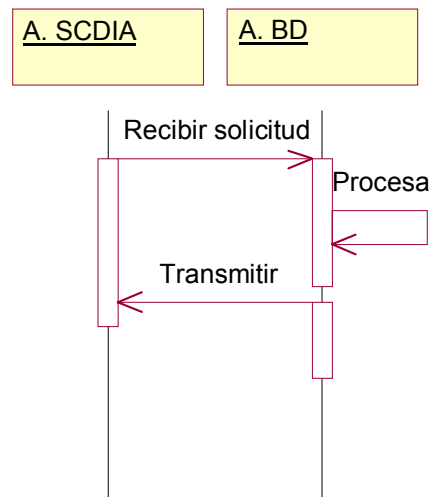 A. SCDIA
A. BD
Recibir solicitud
Procesa
Transmitir